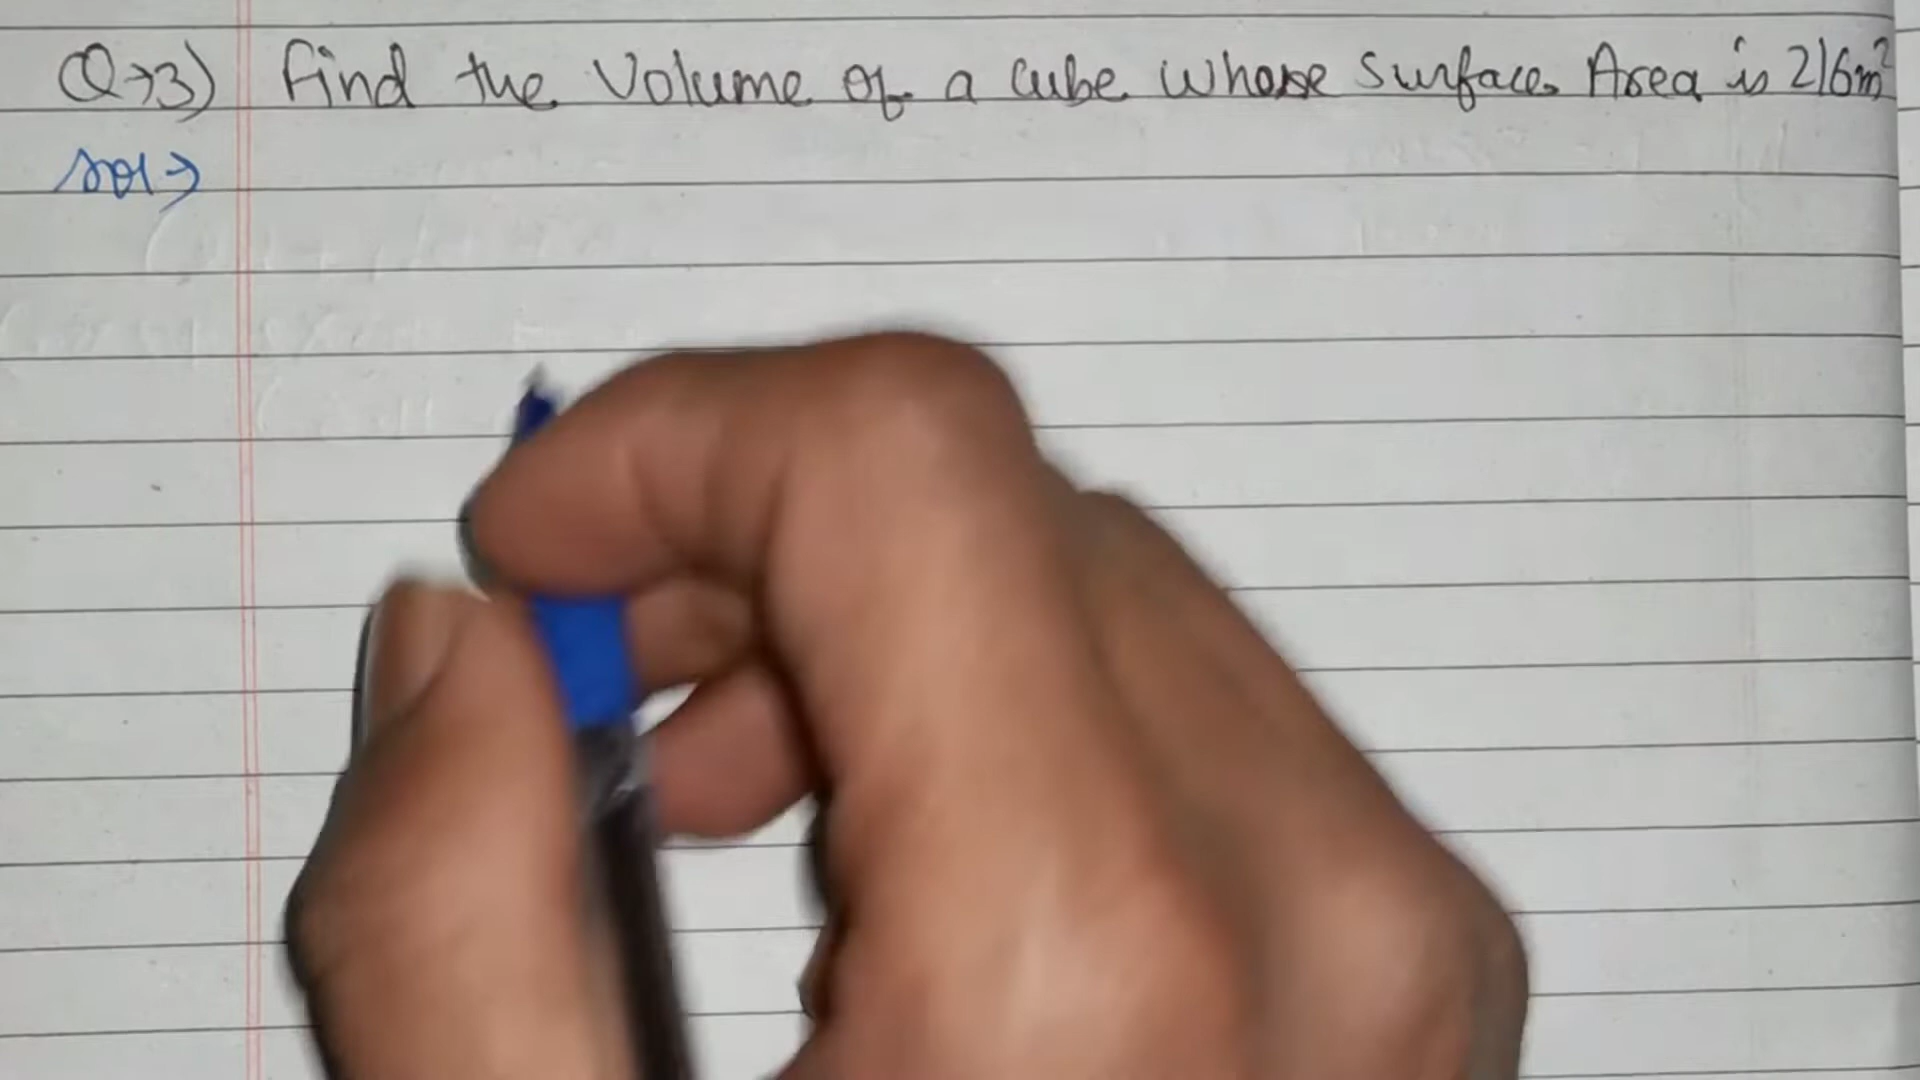 Q→3) Find the Volume of a Cube Whose Surface Area is 216m²
Sol→